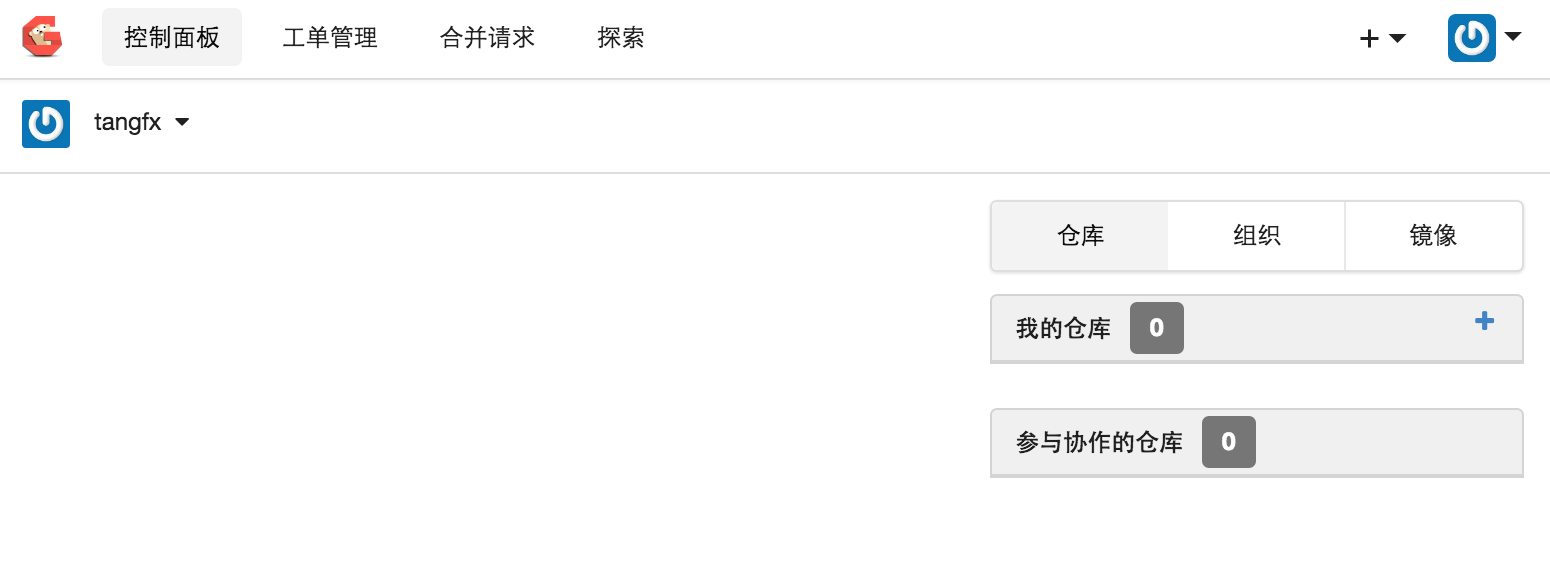 控制面板 工单管理 合并请求 探索
tangfx
仓库 组织 镜像
我的仓库 0
参与协作的仓库 0